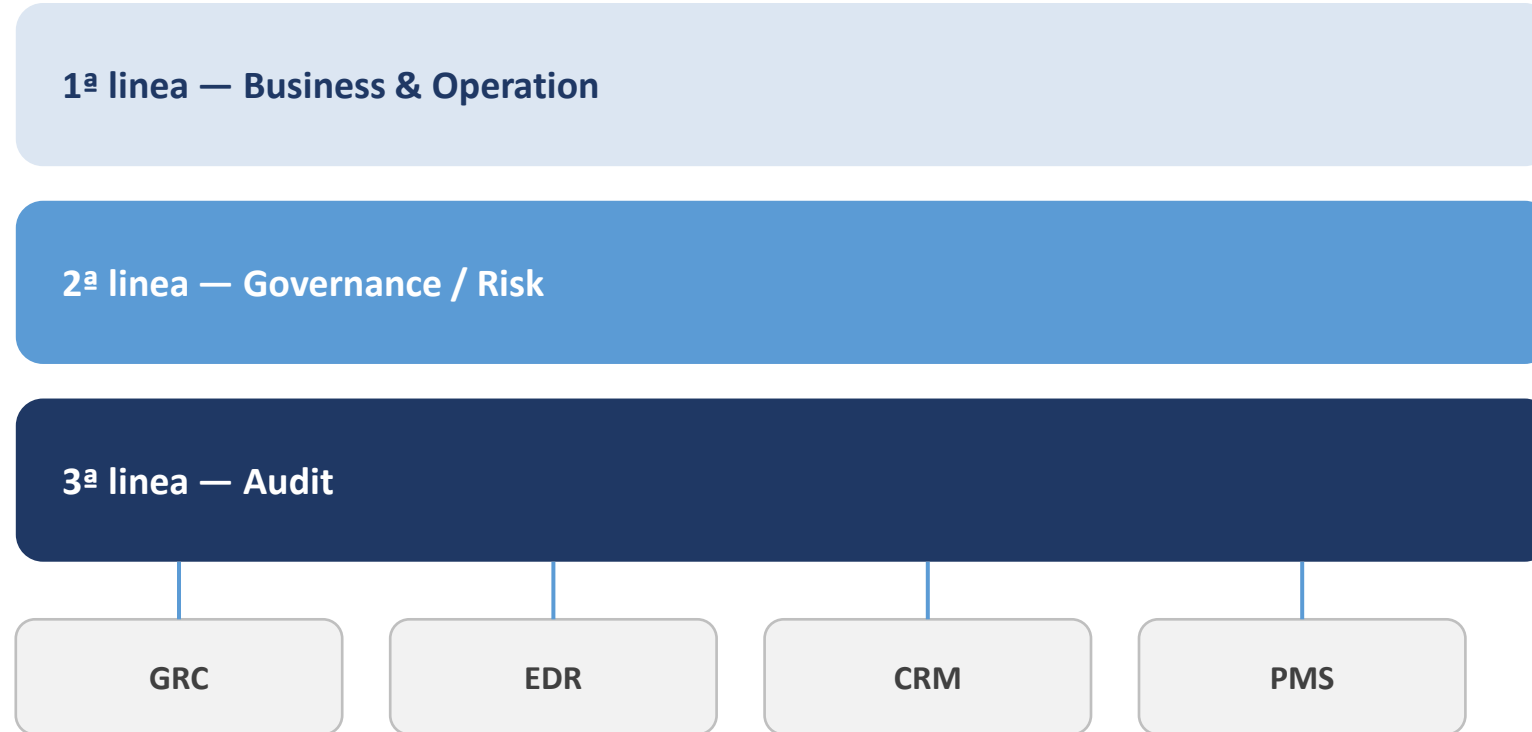 1ª linea — Business & Operation
2ª linea — Governance / Risk
3ª linea — Audit
GRC
EDR
CRM
PMS